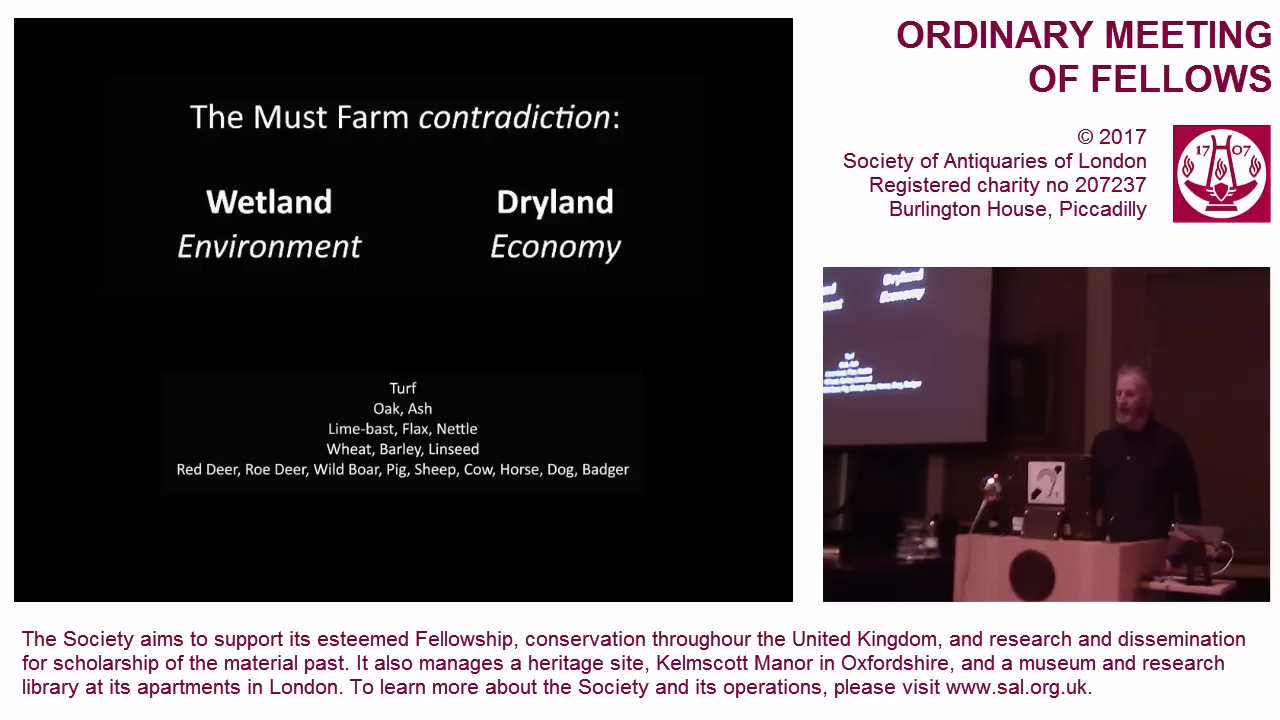 The Must Farm contradiction:
Wetland
Environment
Dryland
Economy
Turf
Oak, Ash
Lime-bast, Flax, Nettle
Wheat, Barley, Linseed
Red Deer, Roe Deer, Wild Boar, Pig, Sheep, Cow, Horse, Dog, Badger
ORDINARY MEETING
OF FELLOWS
© 2017
Society of Antiquaries of London
Registered charity no 207237
Burlington House, Piccadilly
17 07
Dryland
Economy
Turf
The Society aims to support its esteemed Fellowship, conservation throughour the United Kingdom, and research and dissemination
for scholarship of the material past. It also manages a heritage site, Kelmscott Manor in Oxfordshire, and a museum and research
library at its apartments in London. To learn more about the Society and its operations, please visit www.sal.org.uk.